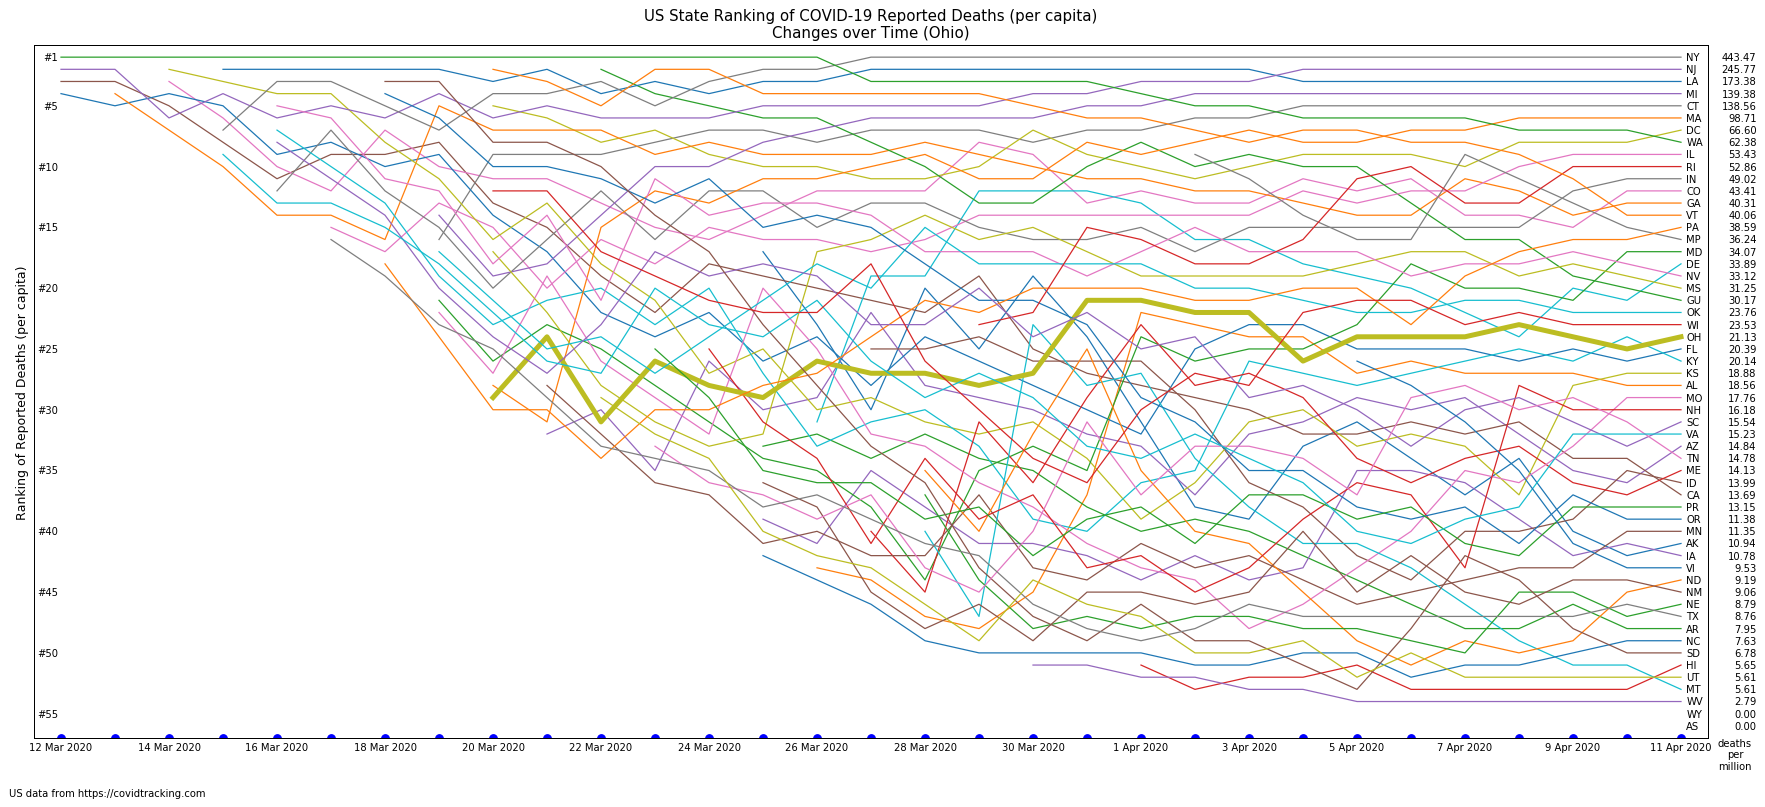 US State Ranking of COVID-19 Reported Deaths (per capita)
Changes over Time (Ohio)
Ranking of Reported Deaths (per capita)
#1
#5
#10
#15
#20
#25
#30
#35
#40
#45
#50
#55
NY 443.47
NJ 245.77
LA 173.38
MI 139.38
CT 138.56
MA 98.71
DC 66.60
WA 62.38
IL 53.43
RI 52.86
IN 49.02
CO 43.41
GA 40.31
VT 40.06
PA 38.59
MP 36.24
MD 34.07
DE 33.89
NV 33.12
MS 31.25
GU 30.17
OK 23.76
WI 23.53
OH 21.13
FL 20.39
KY 20.14
KS 18.88
AL 18.56
MO 17.76
NH 16.18
SC 15.54
VA 15.23
AZ 14.84
TN 14.78
ME 14.13
ID 13.99
CA 13.69
PR 13.15
OR 11.38
MN 11.35
AK 10.94
IA 10.78
VI 9.53
ND 9.19
NM 9.06
NE 8.79
TX 8.76
AR 7.95
NC 7.63
SD 6.78
HI 5.65
UT 5.61
MT 5.61
WV 2.79
WY 0.00
AS 0.00
12 Mar 2020 14 Mar 2020 16 Mar 2020 18 Mar 2020 20 Mar 2020 22 Mar 2020 24 Mar 2020 26 Mar 2020 28 Mar 2020 30 Mar 2020 1 Apr 2020 3 Apr 2020 5 Apr 2020 7 Apr 2020 9 Apr 2020 11 Apr 2020
deaths
per
million
US data from https://covidtracking.com